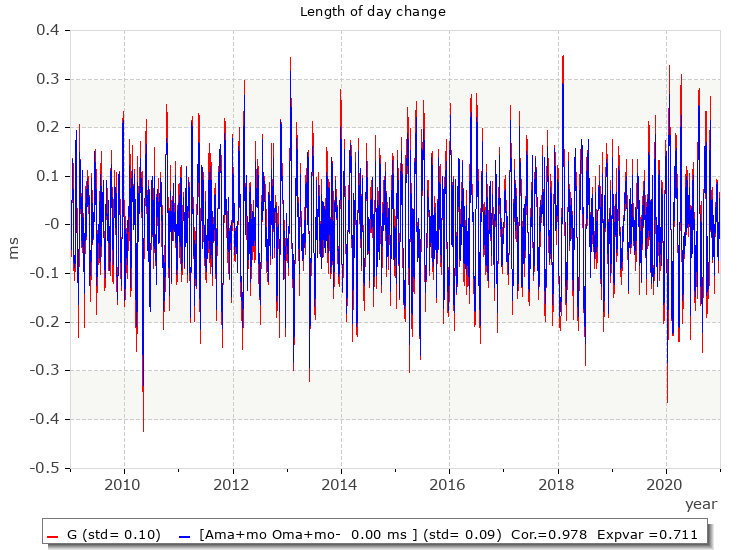 Length of day change
0.4
0.3
0.2
0.1
-0
-0.1
-0.2
-0.3
-0.4
-0.5
ms
2010 2012 2014 2016 2018 2020
year
G (std= 0.10) [Ama+mo Oma+mo- 0.00 ms ] (std= 0.09) Cor.=0.978 Expvar =0.711